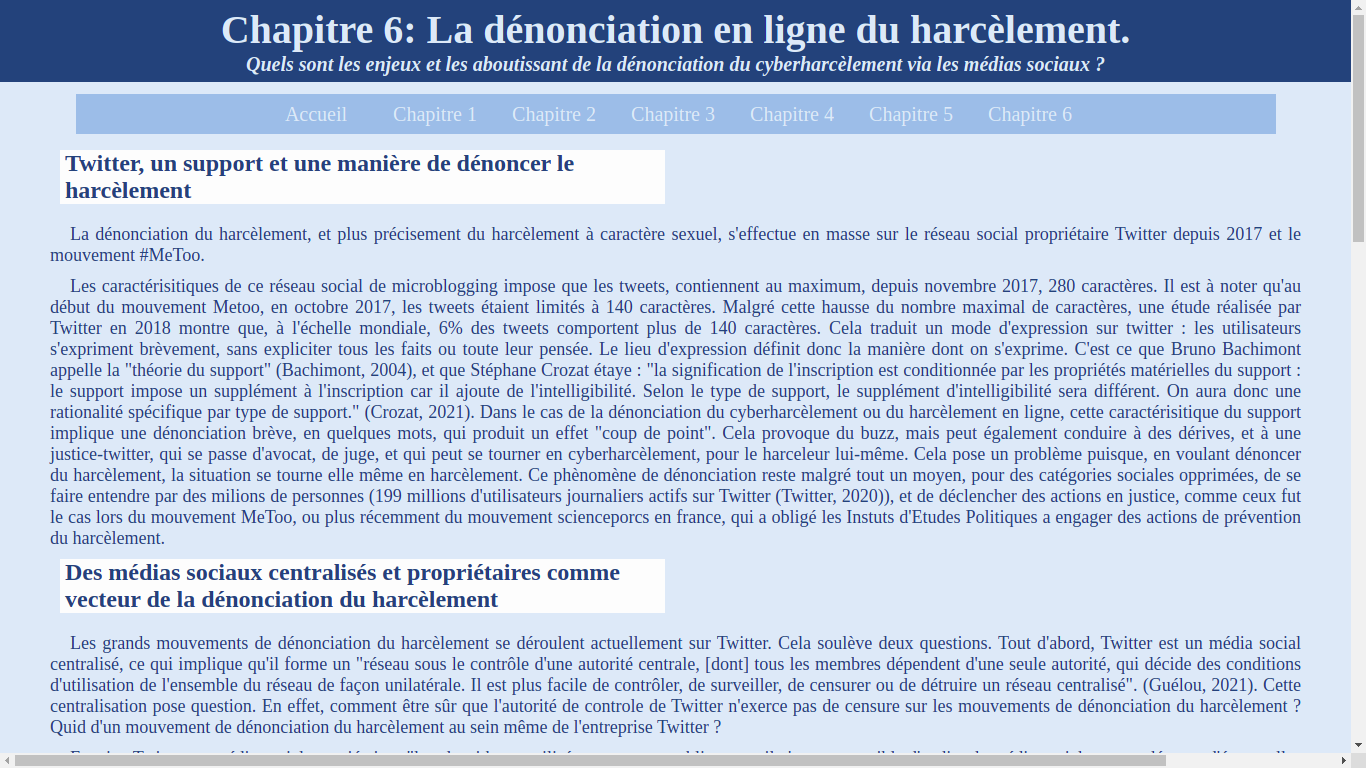 Chapitre 6: La dénonciation en ligne du harcèlement.
Quels sont les enjeux et les aboutissant de la dénonciation du cyberharcèlement via les médias sociaux ?
Accueil Chapitre 1 Chapitre 2 Chapitre 3 Chapitre 4 Chapitre 5 Chapitre 6
Twitter, un support et une manière de dénoncer le
harcèlement
La dénonciation du harcèlement, et plus précisement du harcèlement à caractère sexuel, s'effectue en masse sur le réseau social propriétaire Twitter depuis 2017 et le
mouvement #MeToo.
Les caractérisitiques de ce réseau social de microblogging impose que les tweets, contiennent au maximum, depuis novembre 2017, 280 caractères. Il est à noter qu'au
début du mouvement Metoo, en octobre 2017, les tweets étaient limités à 140 caractères. Malgré cette hausse du nombre maximal de caractères, une étude réalisée par
Twitter en 2018 montre que, à l'échelle mondiale, 6% des tweets comportent plus de 140 caractères. Cela traduit un mode d'expression sur twitter : les utilisateurs
s'expriment brèvement, sans expliciter tous les faits ou toute leur pensée. Le lieu d'expression définit donc la manière dont on s'exprime. C'est ce que Bruno Bachimont
appelle la "théorie du support" (Bachimont, 2004), et que Stéphane Crozat étaye : "la signification de l'inscription est conditionnée par les propriétés matérielles du support :
le support impose un supplément à l'inscription car il ajoute de l'intelligibilité. Selon le type de support, le supplément d'intelligibilité sera différent. On aura donc une
rationalité spécifique par type de support." (Crozat, 2021). Dans le cas de la dénonciation du cyberharcèlement ou du harcèlement en ligne, cette caractérisitique du support
implique une dénonciation brève, en quelques mots, qui produit un effet "coup de point". Cela provoque du buzz, mais peut également conduire à des dérives, et à une
justice-twitter, qui se passe d'avocat, de juge, et qui peut se tourner en cyberharcèlement, pour le harceleur lui-même. Cela pose un problème puisque, en voulant dénoncer
du harcèlement, la situation se tourne elle même en harcèlement. Ce phènomène de dénonciation reste malgré tout un moyen, pour des catégories sociales opprimées, de se
faire entendre par des milions de personnes (199 millions d'utilisateurs journaliers actifs sur Twitter (Twitter, 2020)), et de déclencher des actions en justice, comme ceux fut
le cas lors du mouvement MeToo, ou plus récemment du mouvement scienceporcs en france, qui a obligé les Instuts d'Etudes Politiques a engager des actions de prévention
du harcèlement.
Des médias sociaux centralisés et propriétaires comme
vecteur de la dénonciation du harcèlement
Les grands mouvements de dénonciation du harcèlement se déroulent actuellement sur Twitter. Cela soulève deux questions. Tout d'abord, Twitter est un média social
centralisé, ce qui implique qu'il forme un "réseau sous le contrôle d'une autorité centrale, [dont] tous les membres dépendent d'une seule autorité, qui décide des conditions
d'utilisation de l'ensemble du réseau de façon unilatérale. Il est plus facile de contrôler, de surveiller, de censurer ou de détruire un réseau centralisé". (Guélou, 2021). Cette
centralisation pose question. En effet, comment être sûr que l'autorité de controle de Twitter n'exerce pas de censure sur les mouvements de dénonciation du harcèlement ?
Quid d'un mouvement de dénonciation du harcèlement au sein même de l'entreprise Twitter ?